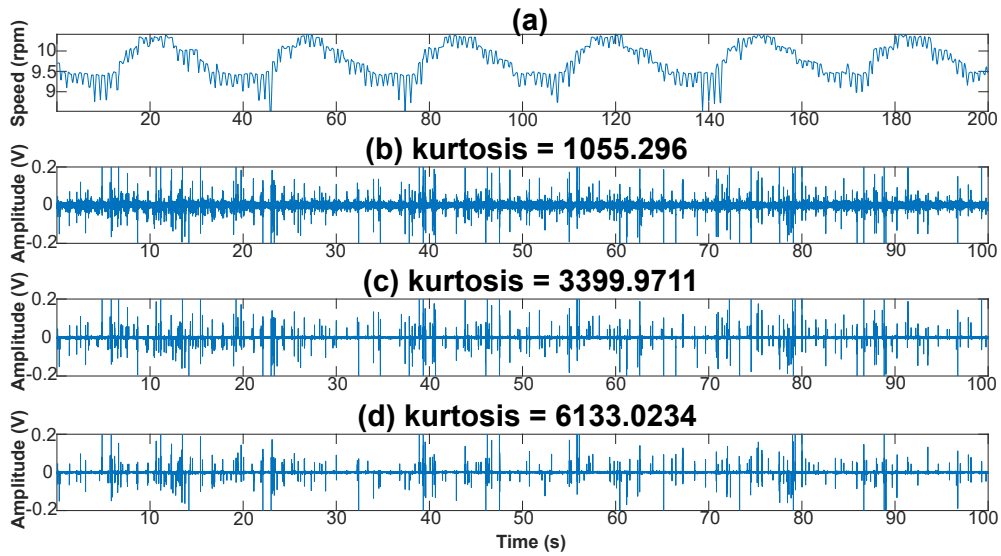 (a)
Speed (rpm)
10
9.5
9
20 40 60 80 100 120 140 160 180 200
(b) kurtosis = 1055.296
Amplitude (V)
0.2
0
-0.2
10 20 30 40 50 60 70 80 90 100
(c) kurtosis = 3399.9711
Amplitude (V)
0.2
0
-0.2
10 20 30 40 50 60 70 80 90 100
(d) kurtosis = 6133.0234
Amplitude (V)
0.2
0
-0.2
10 20 30 40 50 60 70 80 90 100
Time (s)